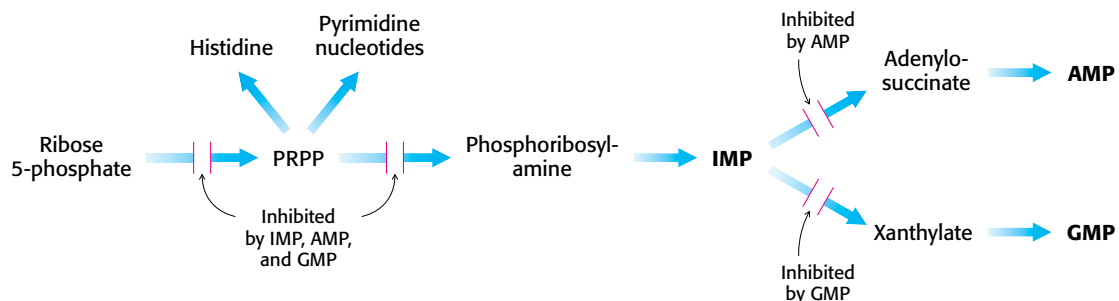 Histidine
Pyrimidine
nucleotides
Inhibited
by AMP
Adenylo-
succinate
AMP
Ribose
5-phosphate
PRPP
Phosphoribosyl-
amine
IMP
Inhibited
by IMP, AMP,
and GMP
Xanthylate
GMP
Inhibited
by GMP